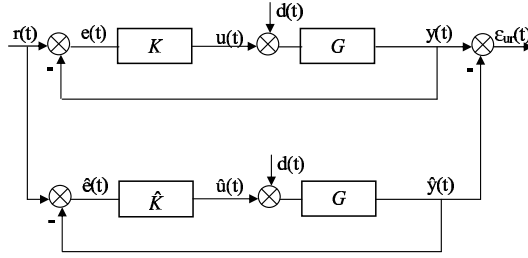 d(t)
r(t) e(t) K u(t) G y(t) ε_ur(t)
- -
d(t)
ê(t) K̂ û(t) G ŷ(t)
-